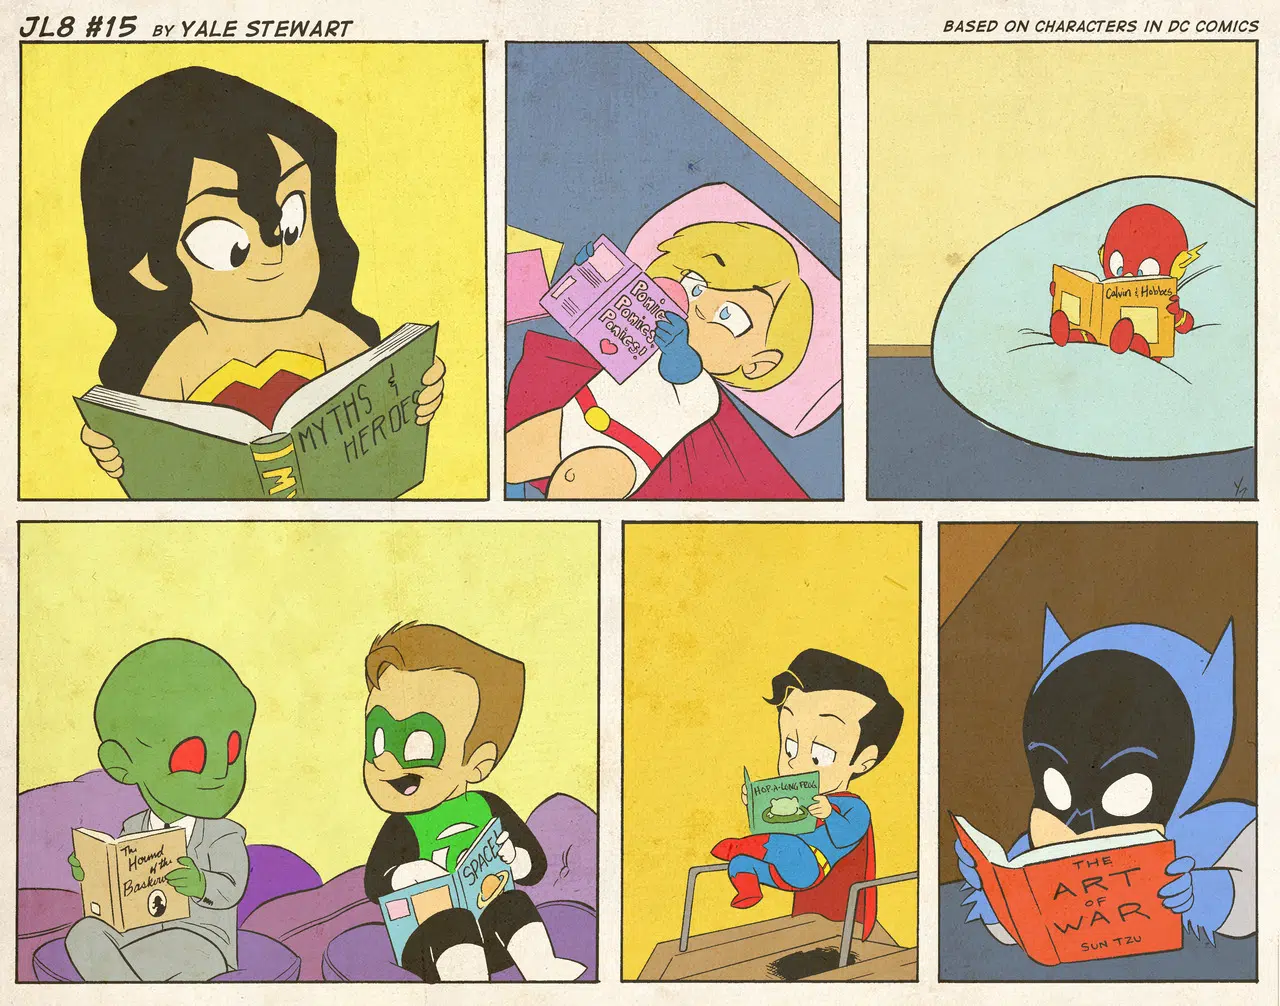 JL8 #15 BY YALE STEWART
BASED ON CHARACTERS IN DC COMICS
MYTHS &
HEROES
M
Ponies
Ponies,
Ponies!
Calvin & Hobbes
The
Hound
of the
Baskerv
SPACE
HOP-A-LONG FROG
THE
ART
OF
WAR
SUN TZU